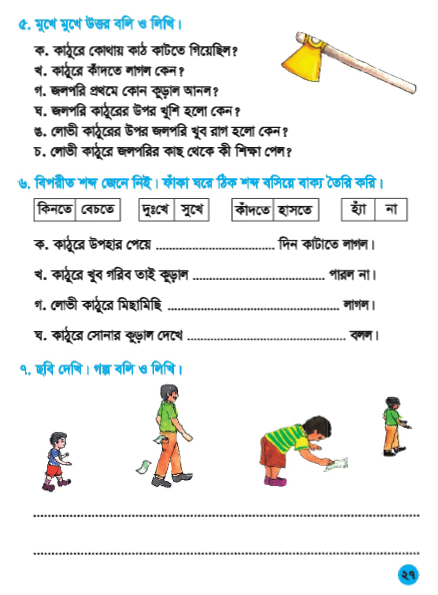 ৫. মুখে মুখে উত্তর বলি ও লিখি।
ক. কাঠুরে কোথায় কাঠ কাটতে গিয়েছিল?
খ. কাঠুরে কাঁদতে লাগল কেন?
গ. জলপরি প্রথমে কোন কুড়াল আনল?
ঘ. জলপরি কাঠুরের উপর খুশি হলো কেন?
ঙ. লোভী কাঠুরের উপর জলপরি খুব রাগ হলো কেন?
চ. লোভী কাঠুরে জলপরির কাছ থেকে কী শিক্ষা পেল?
৬. বিপরীত শব্দ জেনে নিই। ফাঁকা ঘরে ঠিক শব্দ বসিয়ে বাক্য তৈরি করি।
কিনতে বেচতে দুঃখে সুখে কাঁদতে হাসতে হ্যাঁ না
ক. কাঠুরে উপহার পেয়ে ................................ দিন কাটাতে লাগল।
খ. কাঠুরে খুব গরিব তাই কুড়াল ................................ পারল না।
গ. লোভী কাঠুরে মিছামিছি ................................ লাগল।
ঘ. কাঠুরে সোনার কুড়াল দেখে ................................ বলল।
৭. ছবি দেখি। গল্প বলি ও লিখি।
২৭